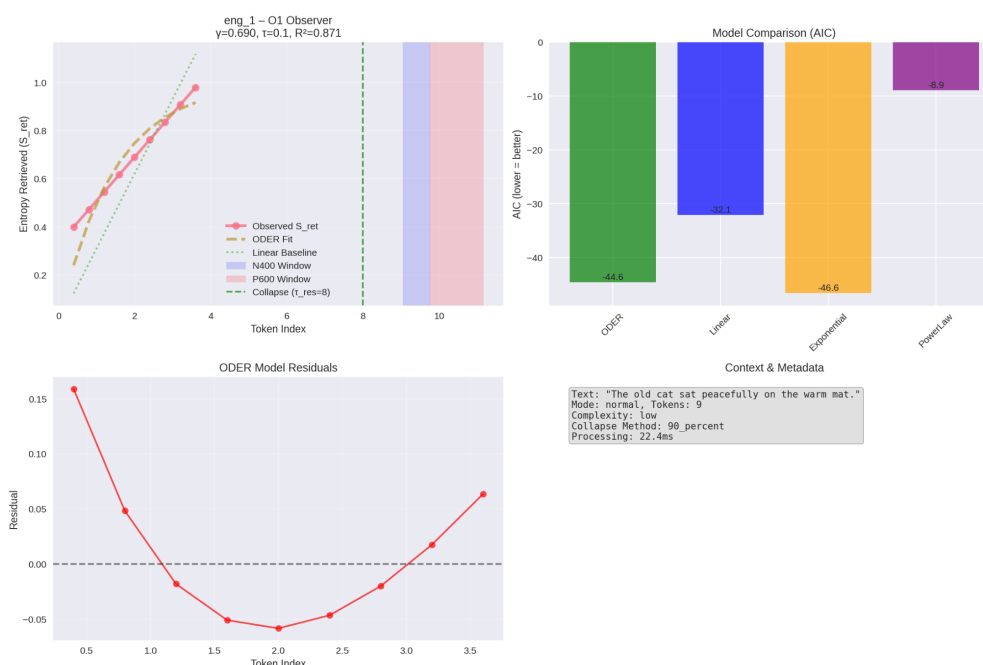 eng_1 – O1 Observer
γ=0.690, τ=0.1, R²=0.871
Entropy Retrieved (S_ret)
1.0
0.8
0.6
0.4
0.2
Observed S_ret
ODER Fit
Linear Baseline
N400 Window
P600 Window
Collapse (τ_res=8)
0 2 4 6 8 10
Token Index
Model Comparison (AIC)
AIC (lower = better)
0
−10
−20
−30
−40
-44.6
-32.1
-46.6
-8.9
ODER
Linear
Exponential
PowerLaw
ODER Model Residuals
Residual
0.15
0.10
0.05
0.00
−0.05
0.5 1.0 1.5 2.0 2.5 3.0 3.5
Token Index
Context & Metadata
Text: "The old cat sat peacefully on the warm mat."
Mode: normal, Tokens: 9
Complexity: low
Collapse Method: 90_percent
Processing: 22.4ms